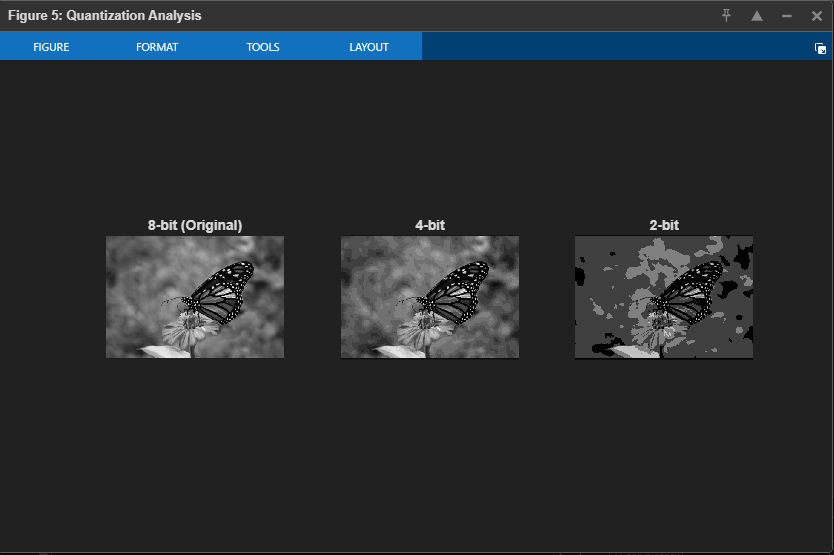 Figure 5: Quantization Analysis
FIGURE FORMAT TOOLS LAYOUT
8-bit (Original) 4-bit 2-bit